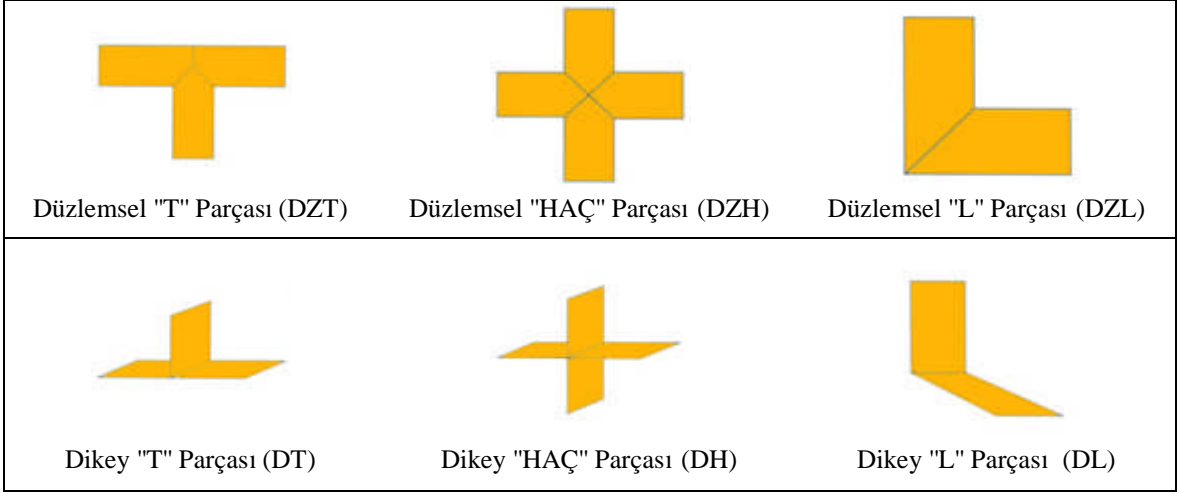 Düzlemsel "T" Parçası (DZT)
Düzlemsel "HAÇ" Parçası (DZH)
Düzlemsel "L" Parçası (DZL)
Dikey "T" Parçası (DT)
Dikey "HAÇ" Parçası (DH)
Dikey "L" Parçası (DL)